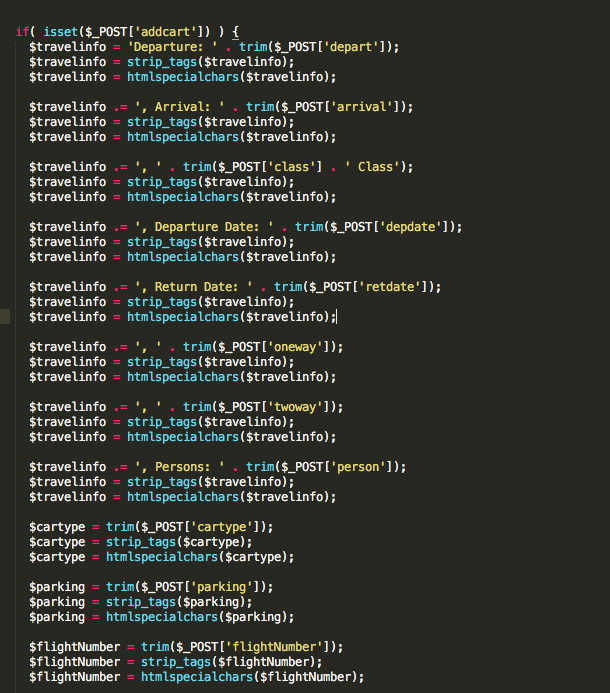 if( isset($_POST['addcart']) ) {
$travelinfo = 'Departure: ' . trim($_POST['depart']);
$travelinfo = strip_tags($travelinfo);
$travelinfo = htmlspecialchars($travelinfo);
$travelinfo .= ', Arrival: ' . trim($_POST['arrival']);
$travelinfo = strip_tags($travelinfo);
$travelinfo = htmlspecialchars($travelinfo);
$travelinfo .= ', ' . trim($_POST['class'] . ' Class');
$travelinfo = strip_tags($travelinfo);
$travelinfo = htmlspecialchars($travelinfo);
$travelinfo .= ', Departure Date: ' . trim($_POST['depdate']);
$travelinfo = strip_tags($travelinfo);
$travelinfo = htmlspecialchars($travelinfo);
$travelinfo .= ', Return Date: ' . trim($_POST['retdate']);
$travelinfo = strip_tags($travelinfo);
$travelinfo = htmlspecialchars($travelinfo);
$travelinfo .= ', ' . trim($_POST['oneway']);
$travelinfo = strip_tags($travelinfo);
$travelinfo = htmlspecialchars($travelinfo);
$travelinfo .= ', ' . trim($_POST['twoway']);
$travelinfo = strip_tags($travelinfo);
$travelinfo = htmlspecialchars($travelinfo);
$travelinfo .= ', Persons: ' . trim($_POST['person']);
$travelinfo = strip_tags($travelinfo);
$travelinfo = htmlspecialchars($travelinfo);
$cartype = trim($_POST['cartype']);
$cartype = strip_tags($cartype);
$cartype = htmlspecialchars($cartype);
$parking = trim($_POST['parking']);
$parking = strip_tags($parking);
$parking = htmlspecialchars($parking);
$flightNumber = trim($_POST['flightNumber']);
$flightNumber = strip_tags($flightNumber);
$flightNumber = htmlspecialchars($flightNumber);